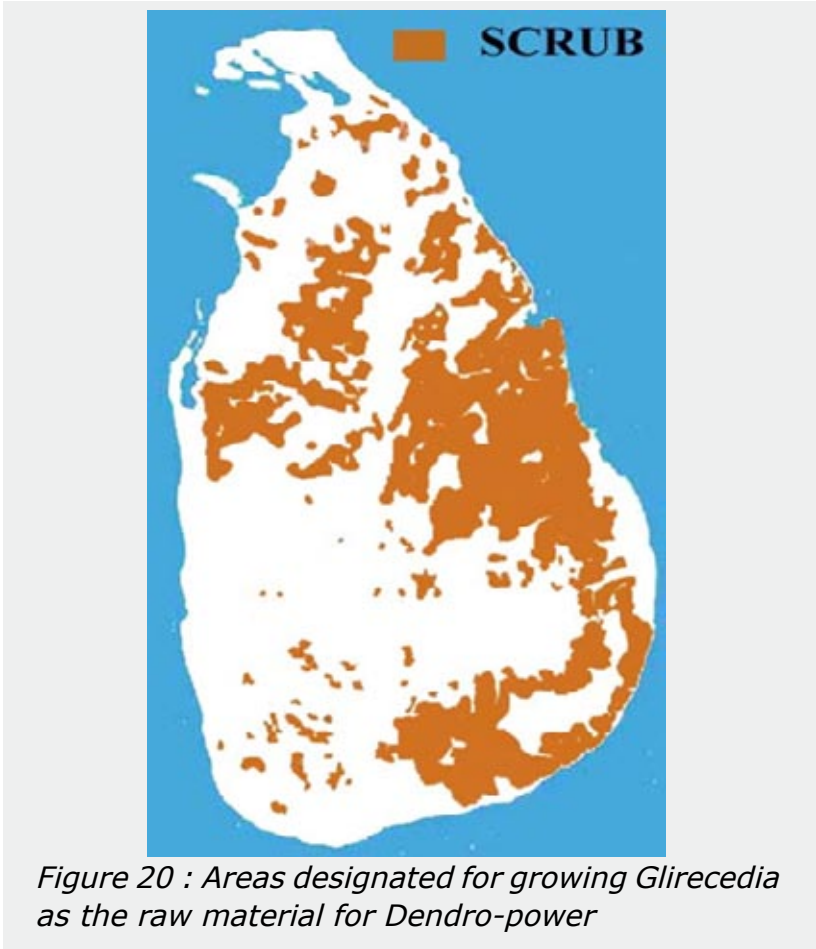 SCRUB
Figure 20 : Areas designated for growing Glirecedia
as the raw material for Dendro-power